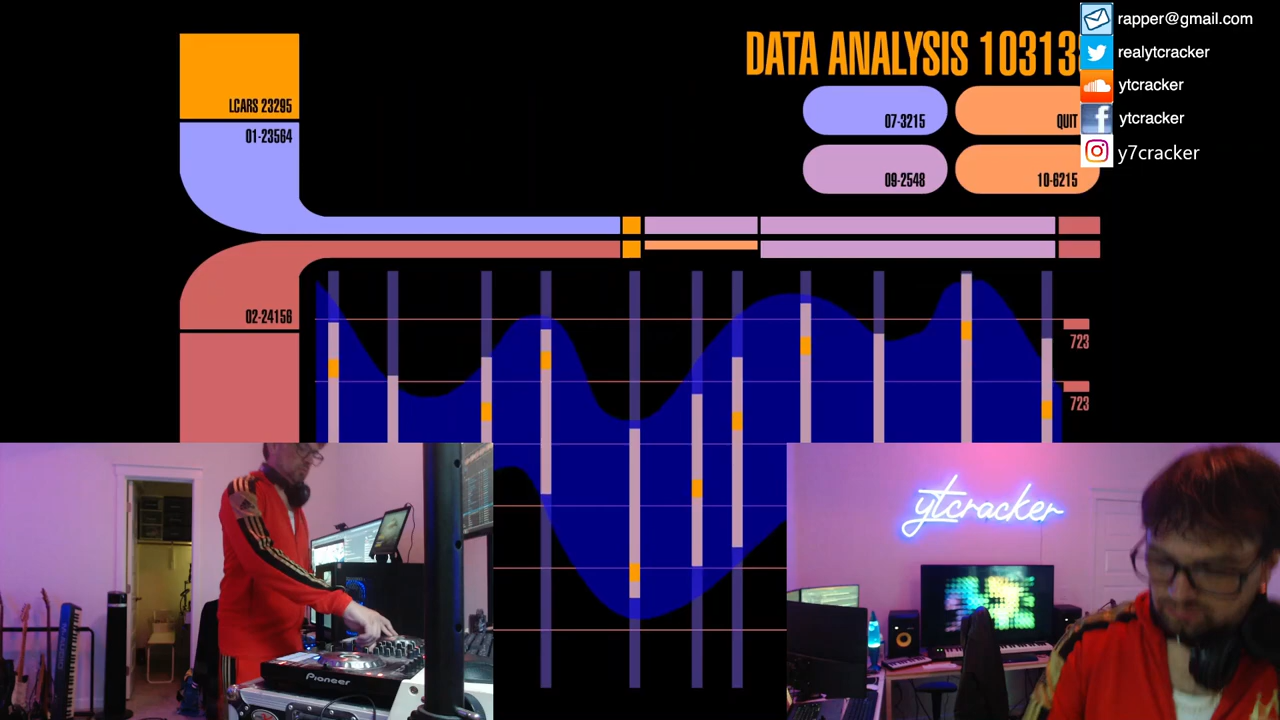 rapper@gmail.com
LCARS 23295
DATA ANALYSIS 10313
realytcracker
01-23564
07-3215
QUIT
ytcracker
f
ytcracker
09-2548
10-6215
y7cracker
02-24156
723
723
ytcracker
Pioneer